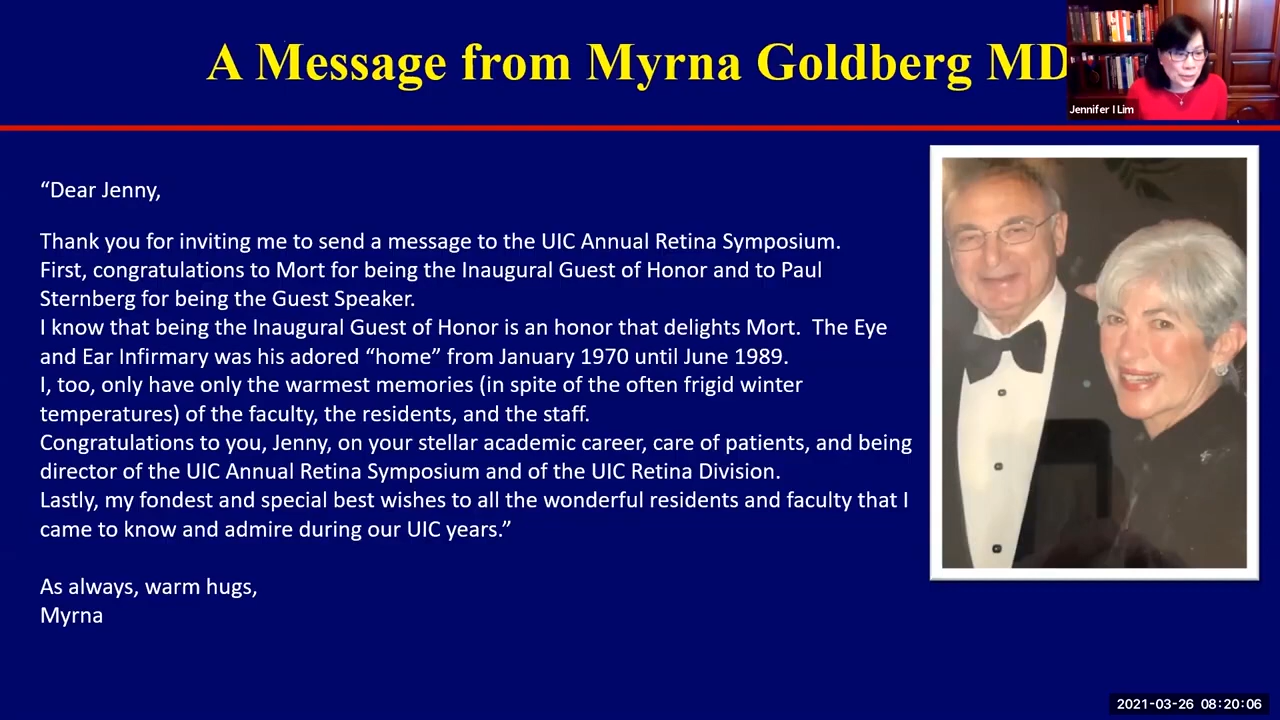 A Message from Myrna Goldberg MD
Jennifer I Lim
“Dear Jenny,
Thank you for inviting me to send a message to the UIC Annual Retina Symposium.
First, congratulations to Mort for being the Inaugural Guest of Honor and to Paul
Sternberg for being the Guest Speaker.
I know that being the Inaugural Guest of Honor is an honor that delights Mort.  The Eye
and Ear Infirmary was his adored “home” from January 1970 until June 1989.
I, too, only have only the warmest memories (in spite of the often frigid winter
temperatures) of the faculty, the residents, and the staff.
Congratulations to you, Jenny, on your stellar academic career, care of patients, and being
director of the UIC Annual Retina Symposium and of the UIC Retina Division.
Lastly, my fondest and special best wishes to all the wonderful residents and faculty that I
came to know and admire during our UIC years.”
As always, warm hugs,
Myrna
2021-03-26 08:20:06